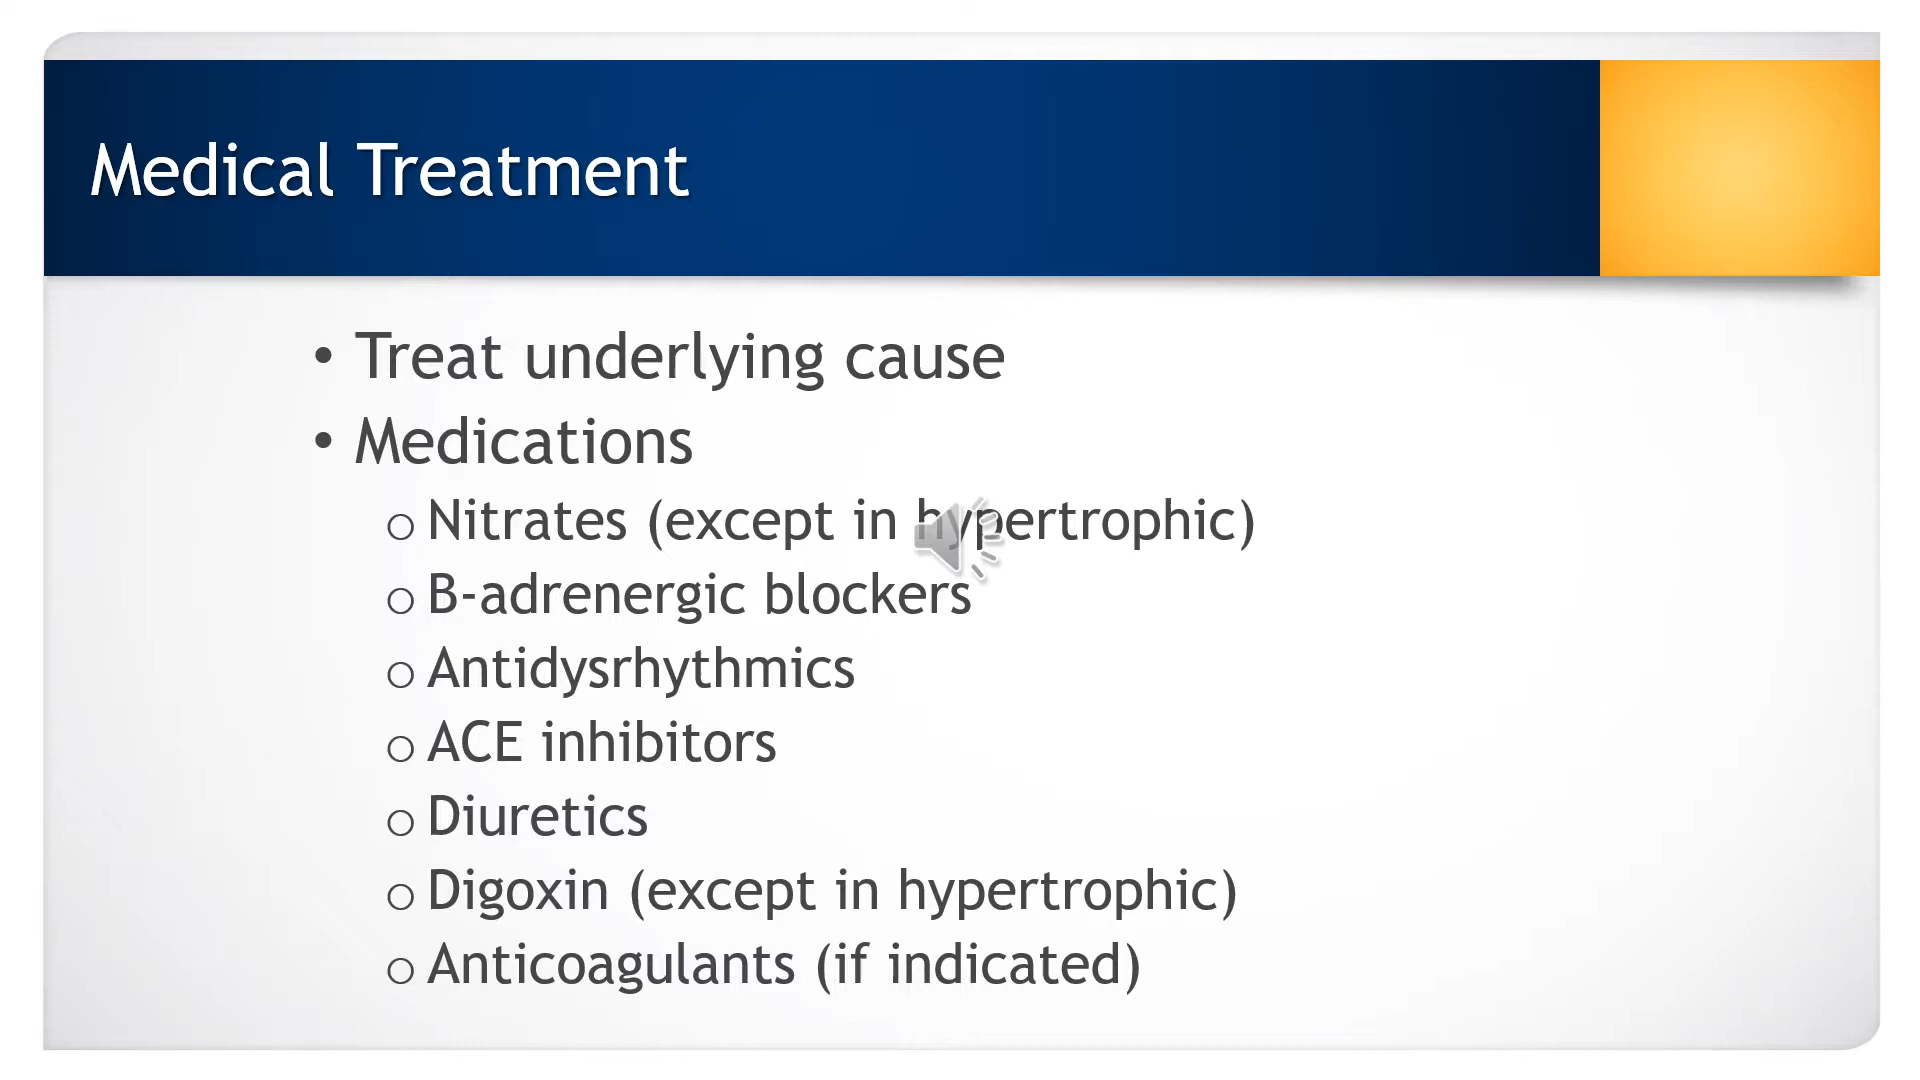 Medical Treatment
• Treat underlying cause
• Medications
o Nitrates (except in hypertrophic)
o B-adrenergic blockers
o Antidysrhythmics
o ACE inhibitors
o Diuretics
o Digoxin (except in hypertrophic)
o Anticoagulants (if indicated)